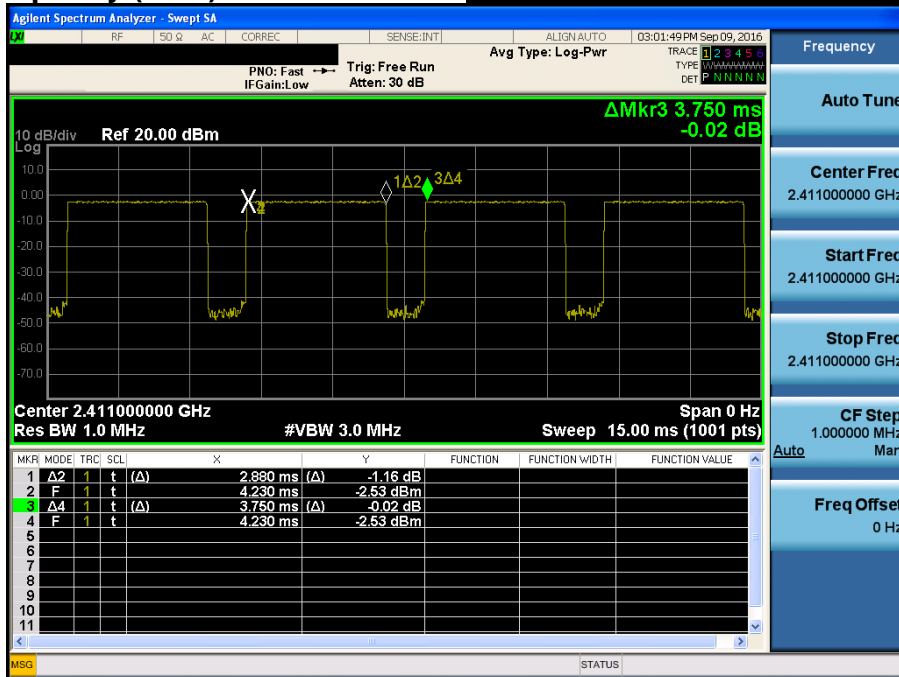 Agilent Spectrum Analyzer - Swept SA
LXI RF 50 Ω AC CORREC SENSE:INT ALIGN AUTO 03:01:49 PM Sep 09, 2016
Avg Type: Log-Pwr TRACE 1 2 3 4 5 6
PNO: Fast Trig: Free Run TYPE
IFGain:Low Atten: 30 dB DET P N N N N N
ΔMkr3 3.750 ms
-0.02 dB
10 dB/div Ref 20.00 dBm
Log
10.0
0.00
-10.0
-20.0
-30.0
-40.0
-50.0
-60.0
-70.0
X
1Δ2 3Δ4
Center 2.411000000 GHz Span 0 Hz
Res BW 1.0 MHz #VBW 3.0 MHz Sweep 15.00 ms (1001 pts)
MKR MODE TRC SCL X Y FUNCTION FUNCTION WIDTH FUNCTION VALUE
1 Δ2 1 t (Δ) 2.880 ms (Δ) -1.16 dB
2 F 1 t 4.230 ms -2.53 dBm
3 Δ4 1 t (Δ) 3.750 ms (Δ) -0.02 dB
4 F 1 t 4.230 ms -2.53 dBm
5
6
7
8
9
10
11
MSG STATUS
Frequency
Auto Tune
Center Freq
2.411000000 GHz
Start Freq
2.411000000 GHz
Stop Freq
2.411000000 GHz
CF Step
1.000000 MHz
Auto Man
Freq Offset
0 Hz